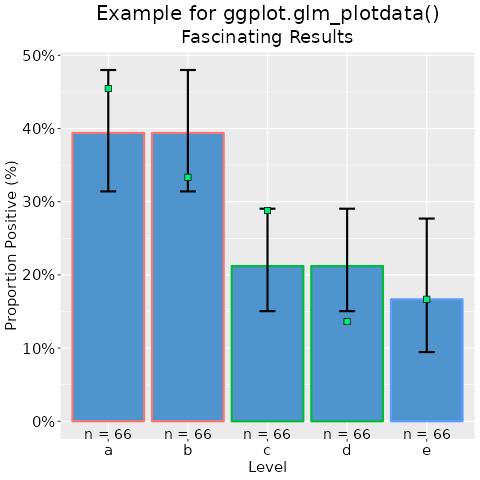 Example for ggplot.glm_plotdata()
Fascinating Results
Proportion Positive (%)
50%
40%
30%
20%
10%
0%
n = 66 n = 66 n = 66 n = 66 n = 66
a b c d e
Level